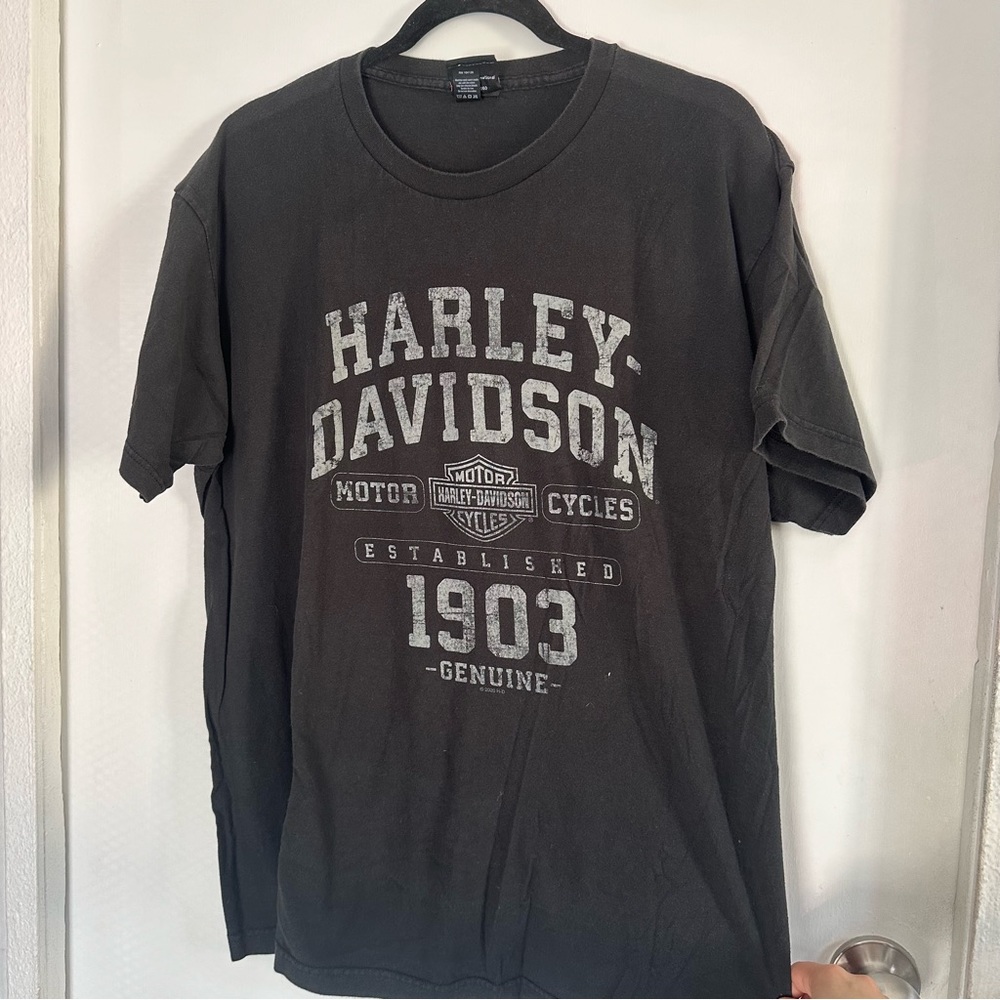 HARLEY-
DAVIDSON
MOTOR
MOTOR
HARLEY-DAVIDSON
CYCLES
CYCLES
ESTABLISHED
1903
-GENUINE-